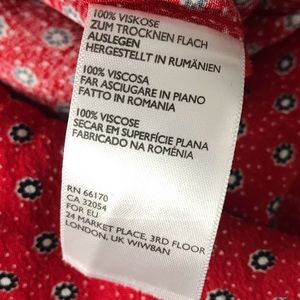 100% VISKOSE
ZUM TROCKNEN FLACH
AUSLEGEN
HERGESTELLT IN RUMÄNIEN
100% VISCOSA
FAR ASCIUGARE IN PIANO
FATTO IN ROMANIA
100% VISCOSE
SECAR EM SUPERFÍCIE PLANA
FABRICADO NA ROMÉNIA
RN 66170
CA 32054
FOR EU
24 MARKET PLACE, 3RD FLOOR
LONDON, UK W1W8AN